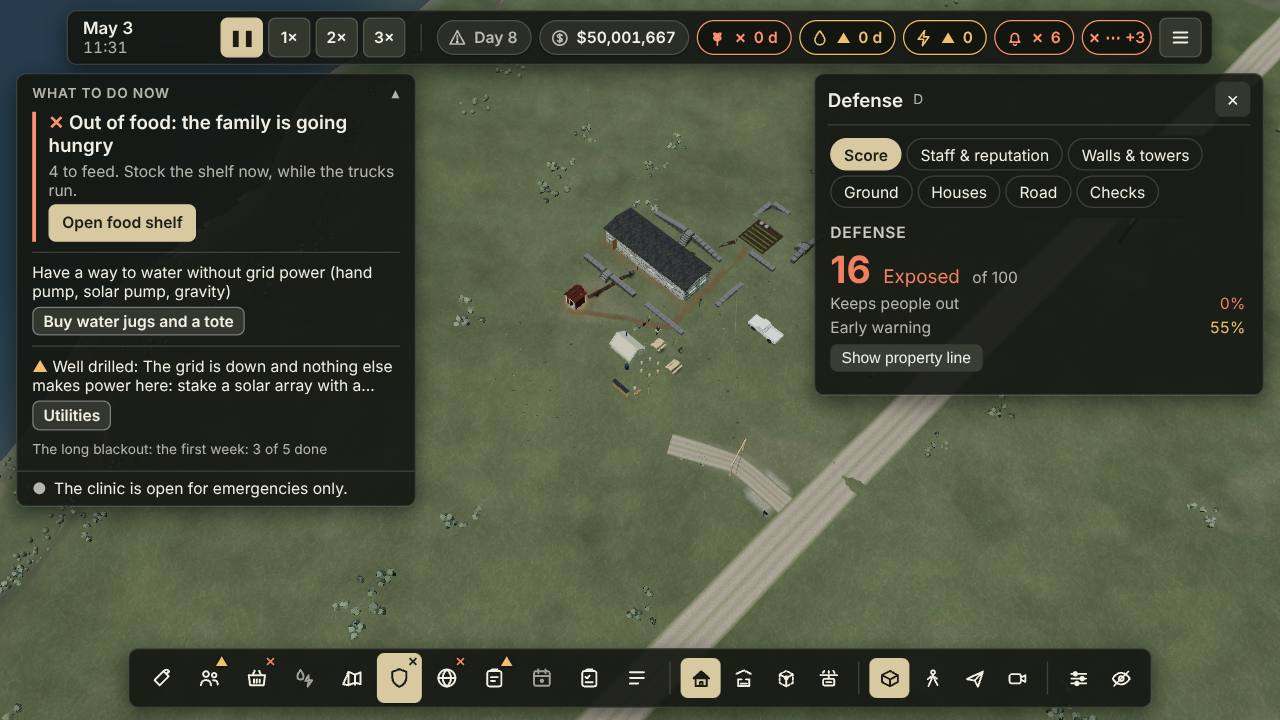 May 3
11:31
1×
2×
3×
Day 8
$50,001,667
× 0 d
▲ 0 d
▲ 0
× 6
× ··· +3
WHAT TO DO NOW
× Out of food: the family is going
hungry
4 to feed. Stock the shelf now, while the trucks
run.
Open food shelf
Have a way to water without grid power (hand
pump, solar pump, gravity)
Buy water jugs and a tote
▲ Well drilled: The grid is down and nothing else
makes power here: stake a solar array with a...
Utilities
The long blackout: the first week: 3 of 5 done
The clinic is open for emergencies only.
Defense D
Score
Staff & reputation
Walls & towers
Ground
Houses
Road
Checks
DEFENSE
16 Exposed of 100
Keeps people out 0%
Early warning 55%
Show property line